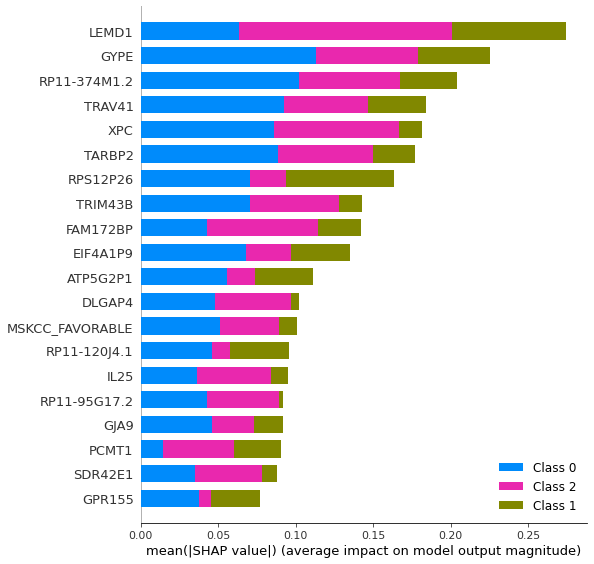 LEMD1
GYPE
RP11-374M1.2
TRAV41
XPC
TARBP2
RPS12P26
TRIM43B
FAM172BP
EIF4A1P9
ATP5G2P1
DLGAP4
MSKCC_FAVORABLE
RP11-120J4.1
IL25
RP11-95G17.2
GJA9
PCMT1
SDR42E1
GPR155
Class 0
Class 2
Class 1
0.00 0.05 0.10 0.15 0.20 0.25
mean(|SHAP value|) (average impact on model output magnitude)